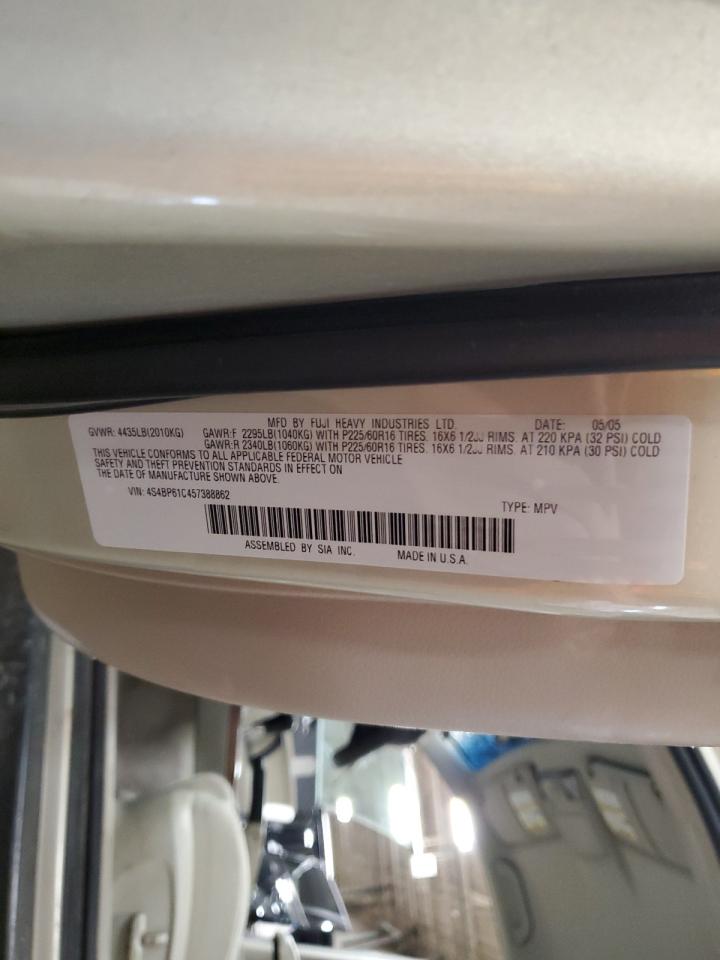 MFD BY FUJI HEAVY INDUSTRIES LTD. DATE: 05/05
GVWR: 4435LB(2010KG) GAWR:F 2295LB(1040KG) WITH P225/60R16 TIRES. 16X6 1/2JJ RIMS. AT 220 KPA (32 PSI) COLD
GAWR:R 2340LB(1060KG) WITH P225/60R16 TIRES. 16X6 1/2JJ RIMS. AT 210 KPA (30 PSI) COLD
THIS VEHICLE CONFORMS TO ALL APPLICABLE FEDERAL MOTOR VEHICLE
SAFETY AND THEFT PREVENTION STANDARDS IN EFFECT ON
THE DATE OF MANUFACTURE SHOWN ABOVE.
VIN: 4S4BP61C457388862 TYPE: MPV
ASSEMBLED BY SIA INC. MADE IN U.S.A.